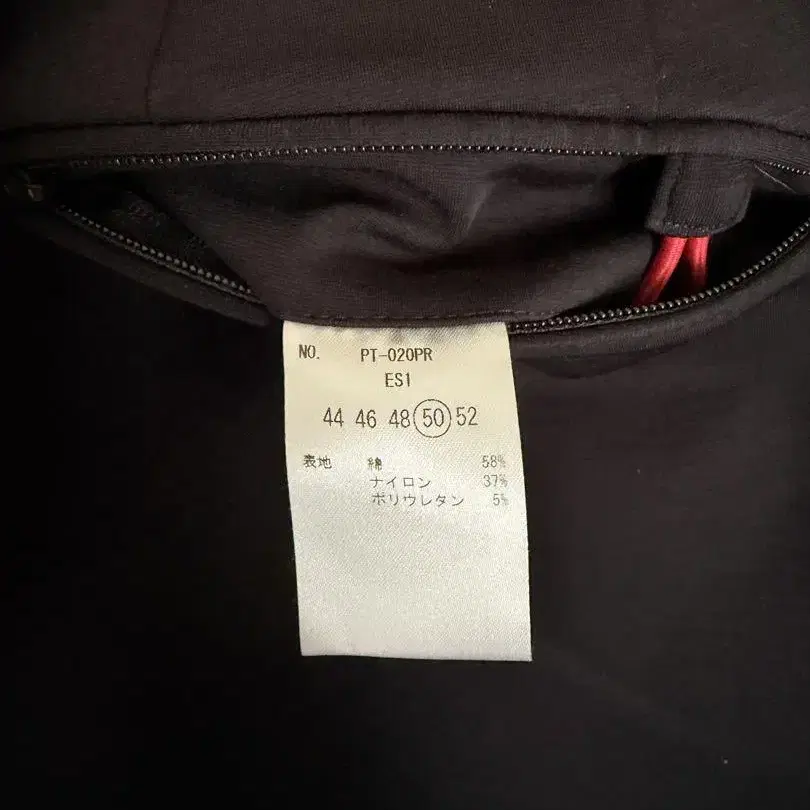 NO. PT-020PR
ES1
44 46 48 50 52
表地 綿 58%
ナイロン 37%
ポリウレタン 5%